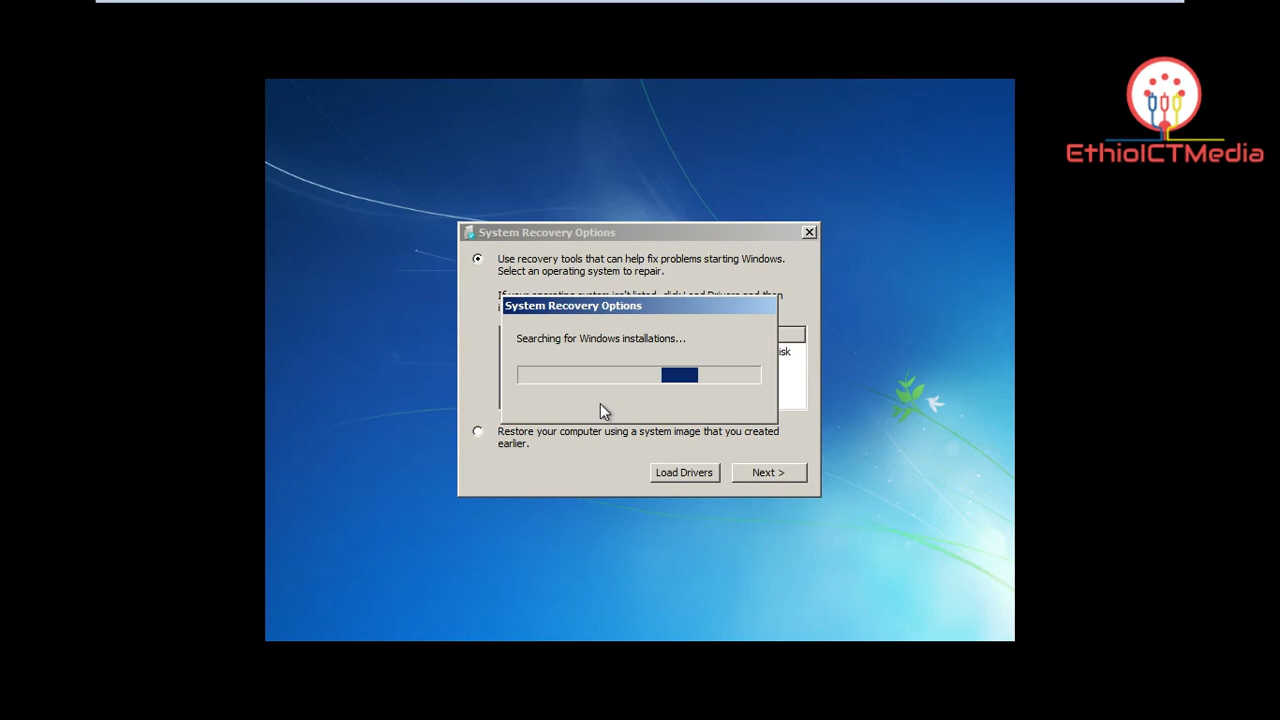 EthioICTMedia
System Recovery Options
Use recovery tools that can help fix problems starting Windows.
Select an operating system to repair.
System Recovery Options
Searching for Windows installations...
Restore your computer using a system image that you created
earlier.
Load Drivers
Next >